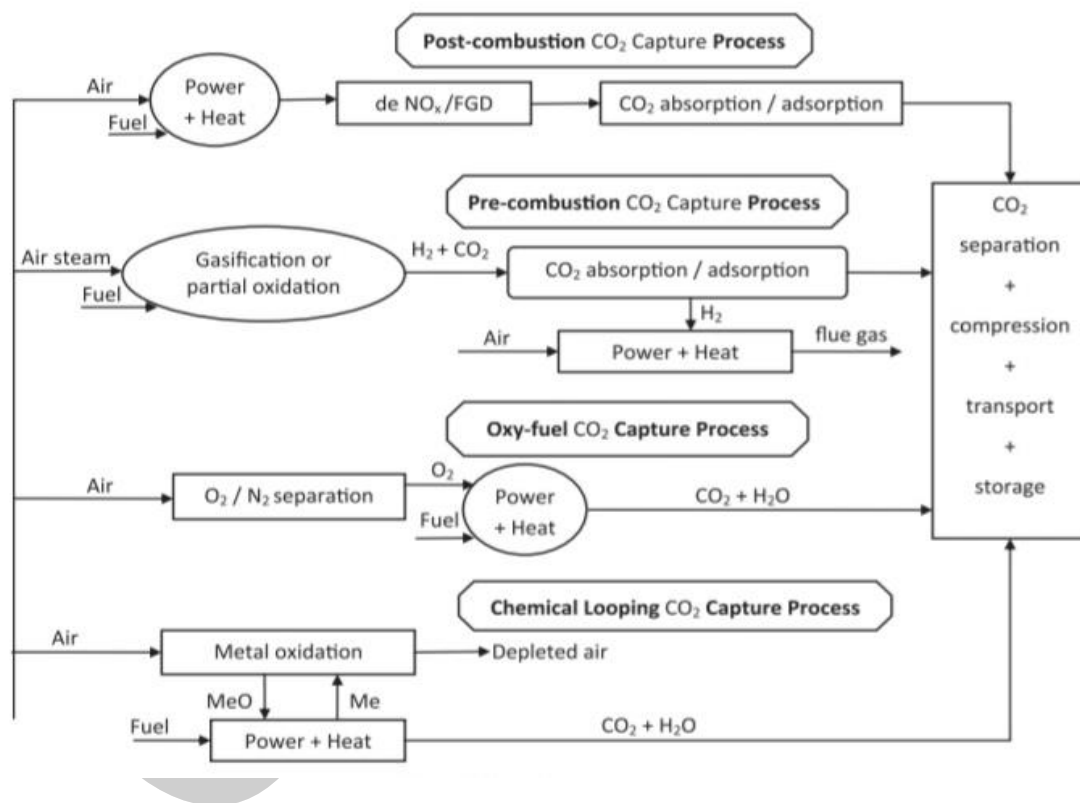 Post-combustion CO₂ Capture Process
Air
Fuel
Power
+ Heat
de NOₓ/FGD
CO₂ absorption / adsorption
Pre-combustion CO₂ Capture Process
Air steam
Fuel
Gasification or
partial oxidation
H₂ + CO₂
CO₂ absorption / adsorption
H₂
Air
Power + Heat
flue gas
Oxy-fuel CO₂ Capture Process
Air
O₂ / N₂ separation
O₂
Fuel
Power
+ Heat
CO₂ + H₂O
Chemical Looping CO₂ Capture Process
Air
Metal oxidation
Depleted air
MeO
Me
Fuel
Power + Heat
CO₂ + H₂O
CO₂
separation
+
compression
+
transport
+
storage